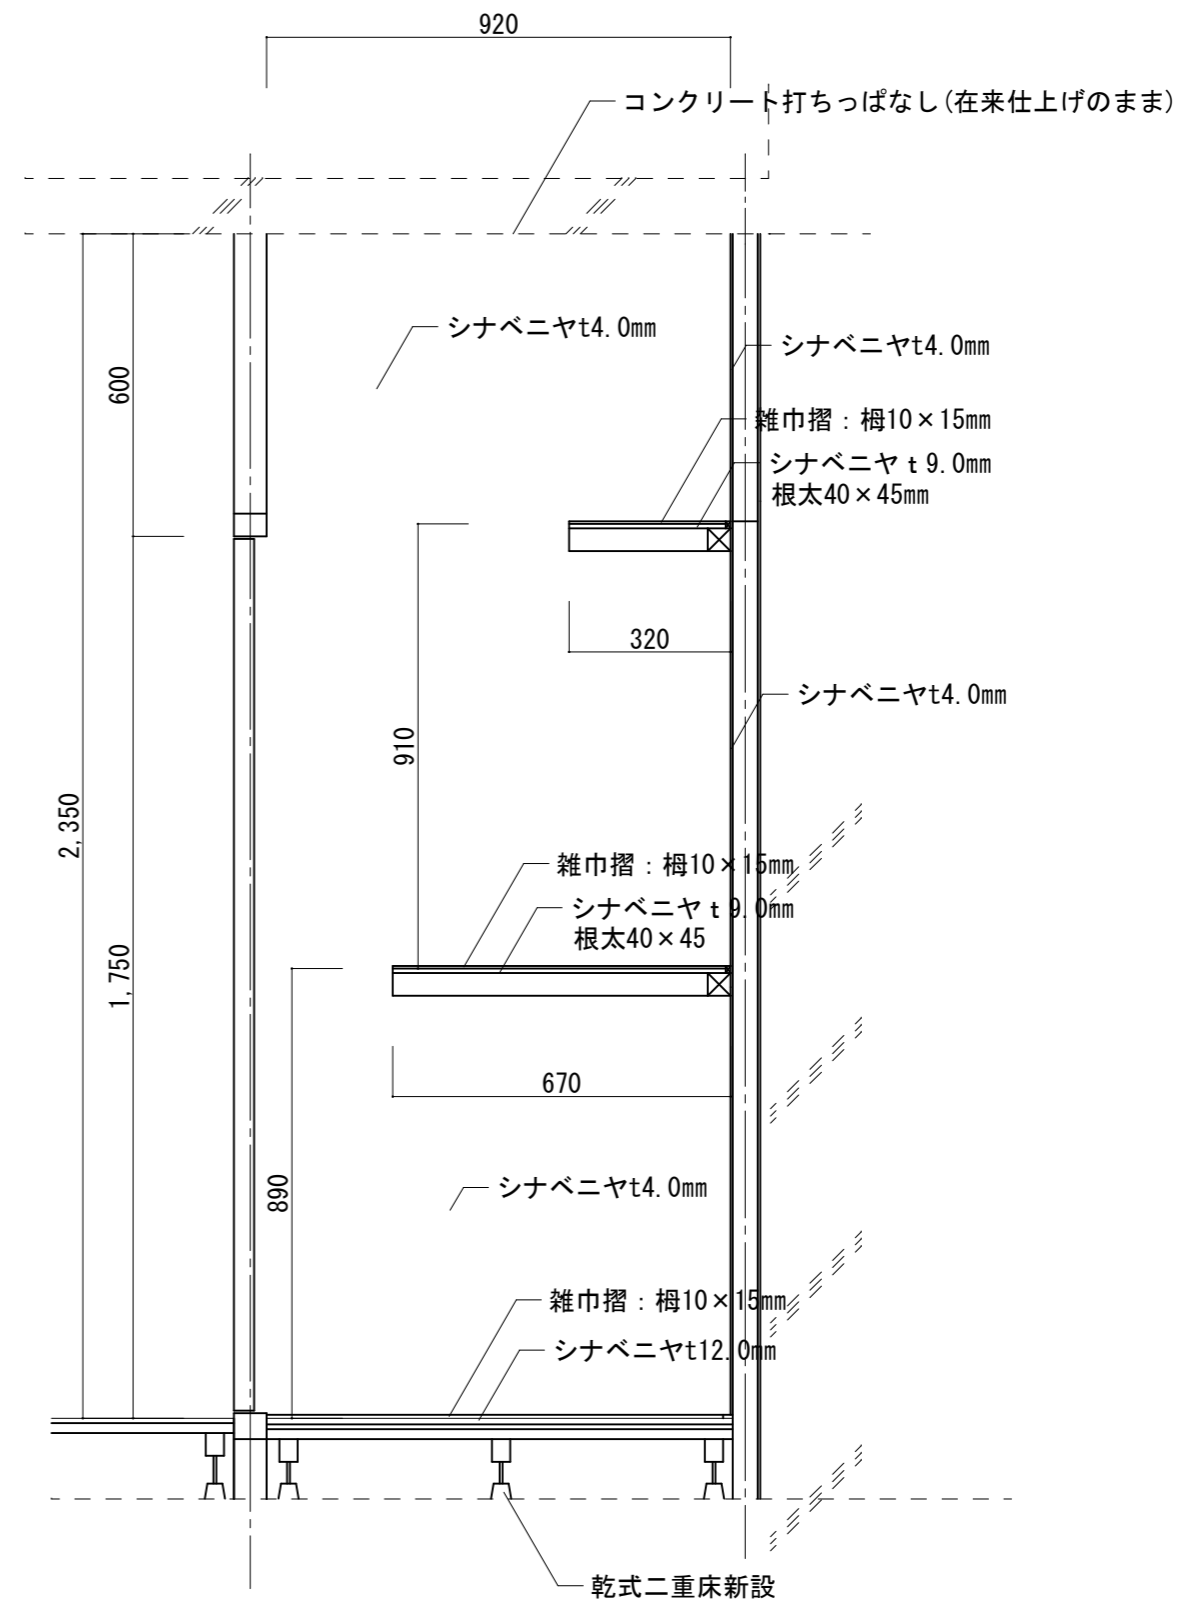 920
コンクリート打ちっぱなし(在来仕上げのまま)
シナベニヤt4.0mm
シナベニヤt4.0mm
600
雑巾摺：栂10×15mm
シナベニヤｔ9.0mm
根太40×45mm
320
シナベニヤt4.0mm
910
2,350
雑巾摺：栂10×15mm
シナベニヤｔ9.0mm
根太40×45
1,750
670
890
シナベニヤt4.0mm
雑巾摺：栂10×15mm
シナベニヤt12.0mm
乾式二重床新設